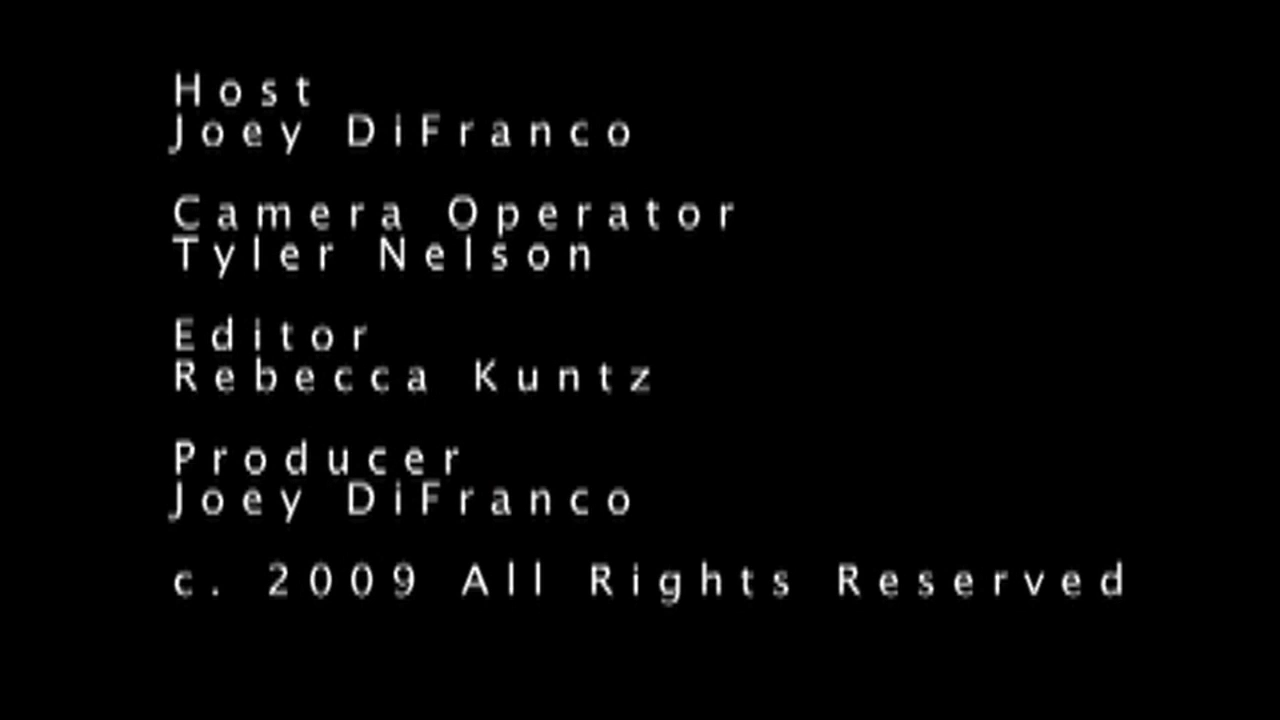 Host
Joey DiFranco
Camera Operator
Tyler Nelson
Editor
Rebecca Kuntz
Producer
Joey DiFranco
c. 2009 All Rights Reserved